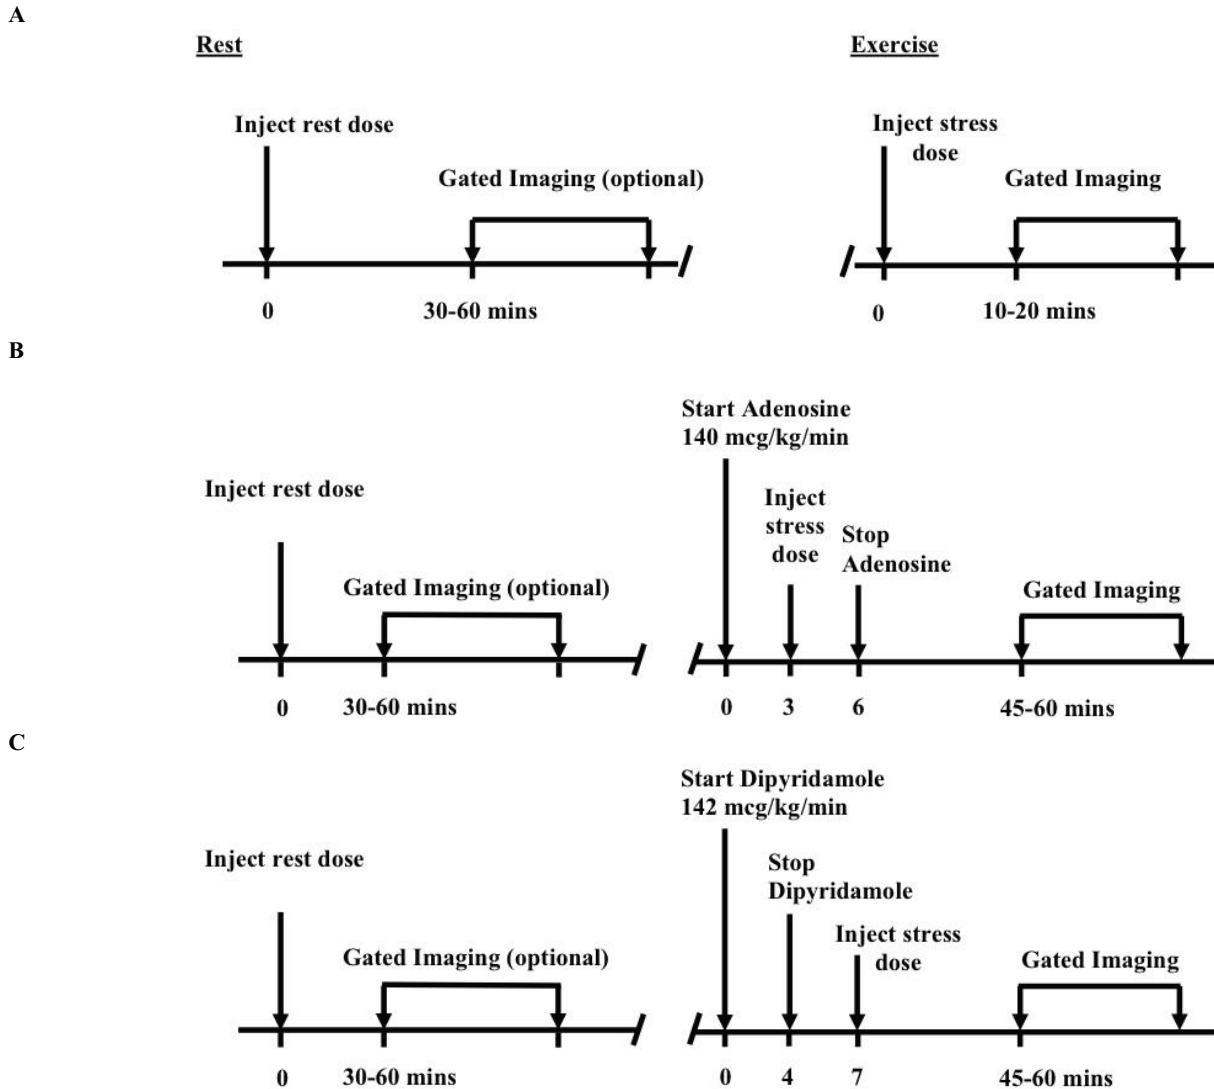 A
Rest
Exercise
Inject rest dose
Inject stress
dose
Gated Imaging (optional)
Gated Imaging
0
30-60 mins
0
10-20 mins
B
Start Adenosine
140 mcg/kg/min
Inject rest dose
Inject
stress
dose
Stop
Adenosine
Gated Imaging (optional)
Gated Imaging
0
30-60 mins
0
3
6
45-60 mins
C
Start Dipyridamole
142 mcg/kg/min
Inject rest dose
Stop
Dipyridamole
Inject stress
dose
Gated Imaging (optional)
Gated Imaging
0
30-60 mins
0
4
7
45-60 mins